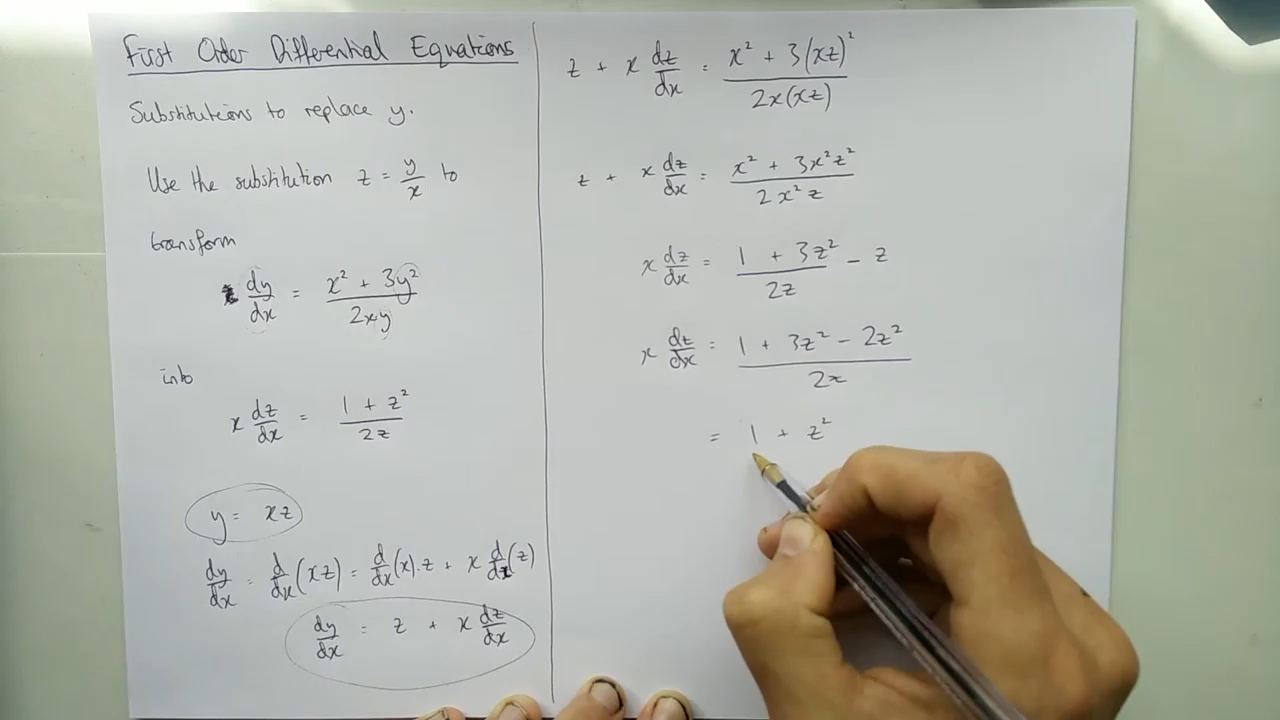 First Order Differential Equations
Substitutions to replace y.
Use the substitution z = y/x to
transform
dy/dx = (x² + 3y²)/(2xy)
into
x dz/dx = (1 + z²)/(2z)
y = xz
dy/dx = d/dx(xz) = d/dx(x).z + x d/dx(z)
dy/dx = z + x dz/dx
z + x dz/dx = (x² + 3(xz)²)/(2x(xz))
z + x dz/dx = (x² + 3x²z²)/(2x²z)
x dz/dx = (1 + 3z²)/(2z) - z
x dz/dx = (1 + 3z² - 2z²)/(2z)
= 1 + z²